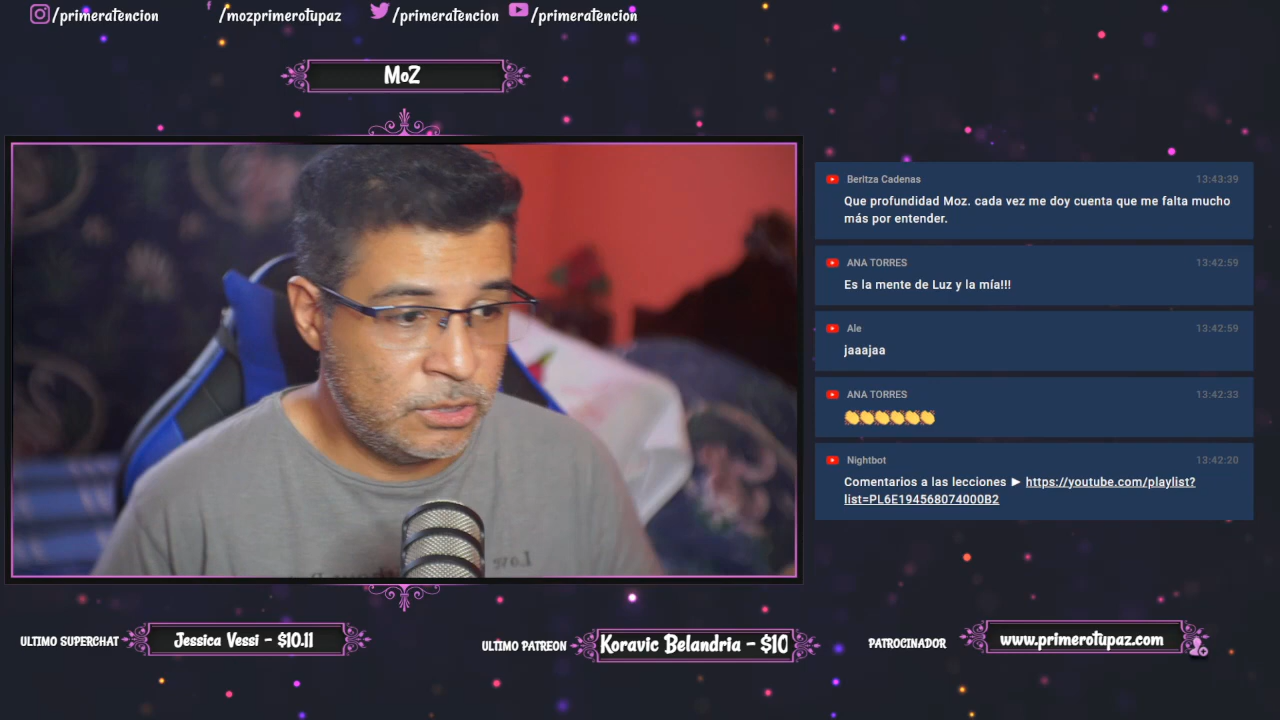 /primeratencion
/mozprimerotupaz
/primeratencion
/primeratencion
MoZ
Beritza Cadenas
13:43:39
Que profundidad Moz. cada vez me doy cuenta que me falta mucho
más por entender.
ANA TORRES
13:42:59
Es la mente de Luz y la mía!!!
Ale
13:42:59
jaaajaa
ANA TORRES
13:42:33
👏👏👏👏👏👏
Nightbot
13:42:20
Comentarios a las lecciones ► https://youtube.com/playlist?
list=PL6E194568074000B2
Love
ULTIMO SUPERCHAT
Jessica Vessi - $10.11
ULTIMO PATREON
Koravic Belandria - $10
PATROCINADOR
www.primerotupaz.com